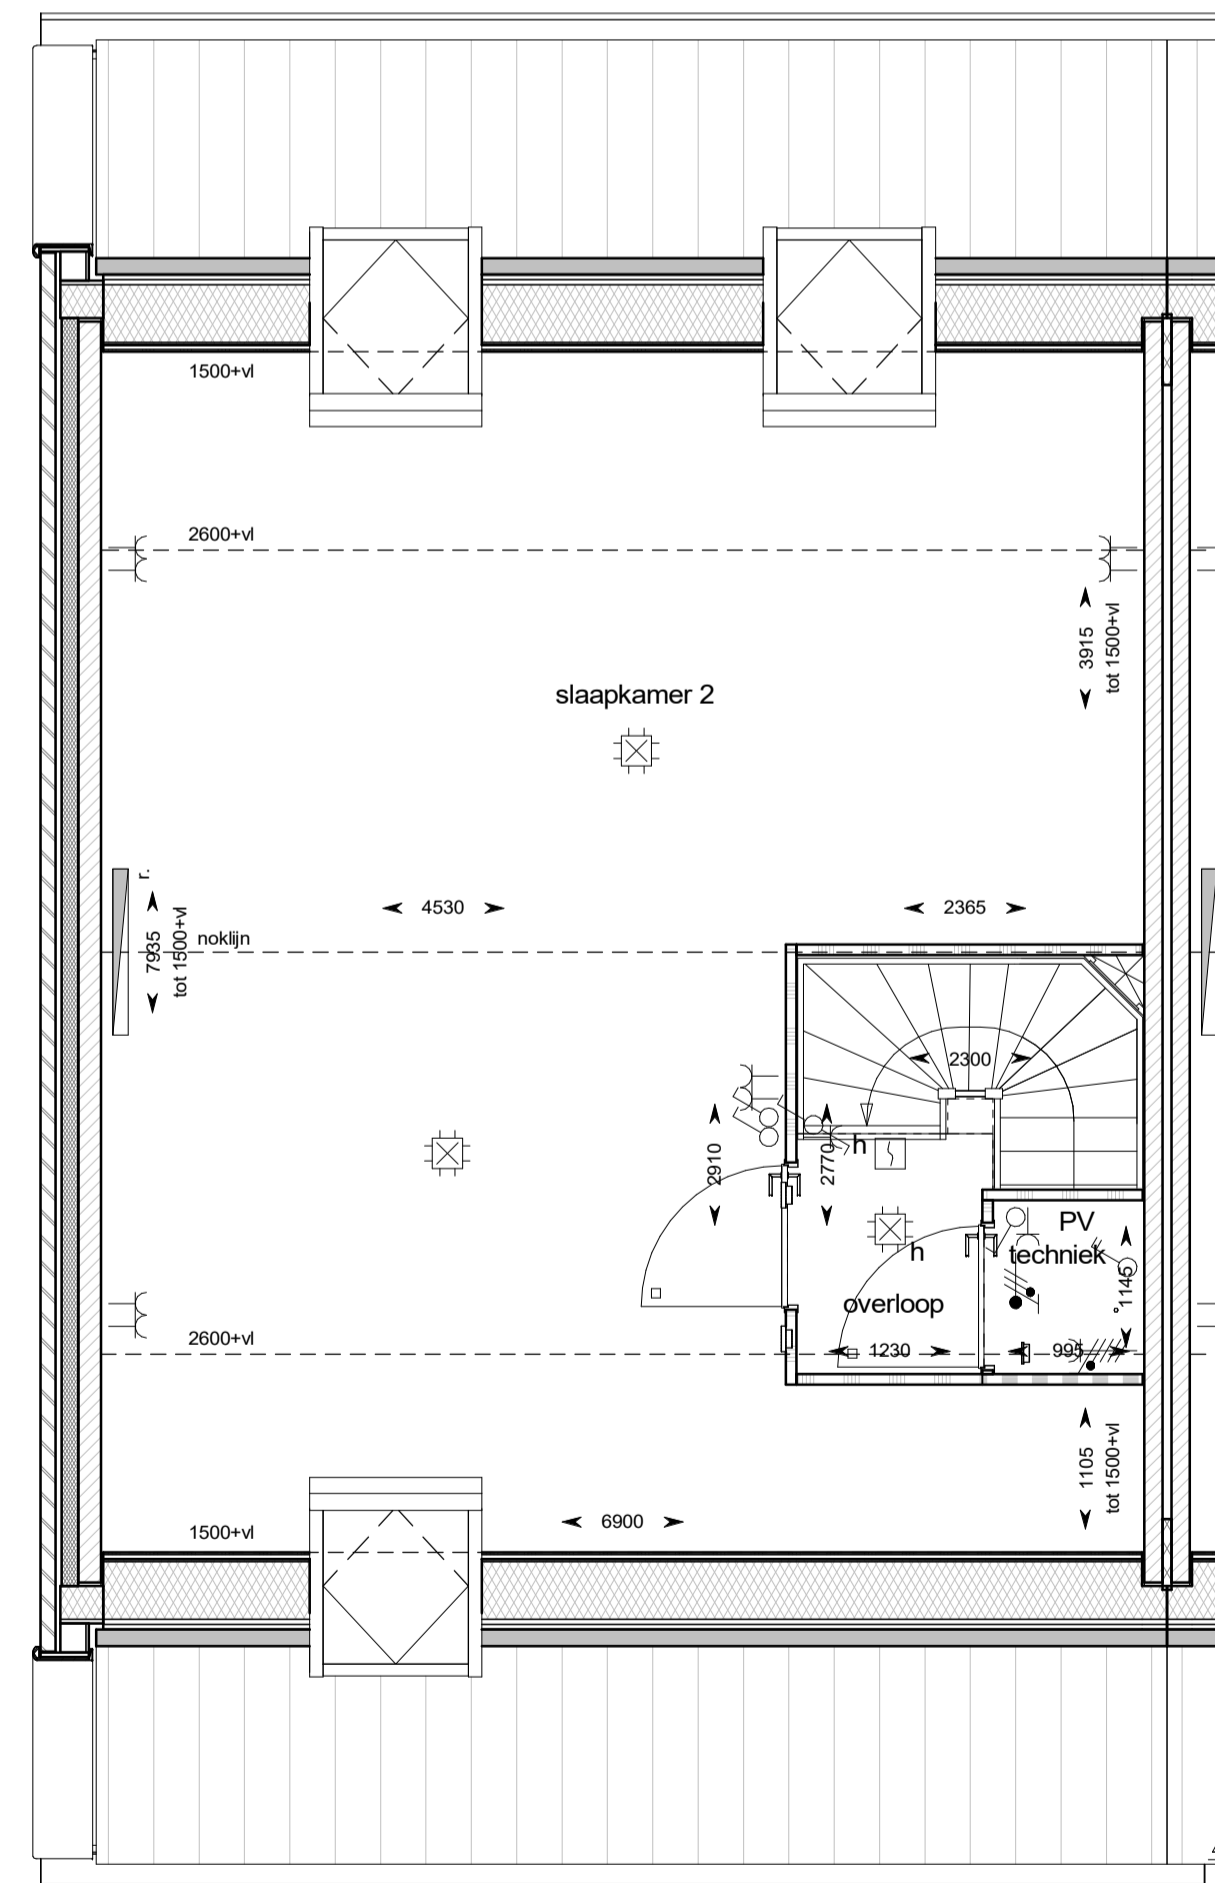 1500+vl
2600+vl
3915
tot 1500+vl
slaapkamer 2
r.
4530
2365
noklijn
7935
tot 1500+vl
2300
h
2910
2770
PV
h
techniek
1145
overloop
2600+vl
1230
995
1105
tot 1500+vl
6900
1500+vl